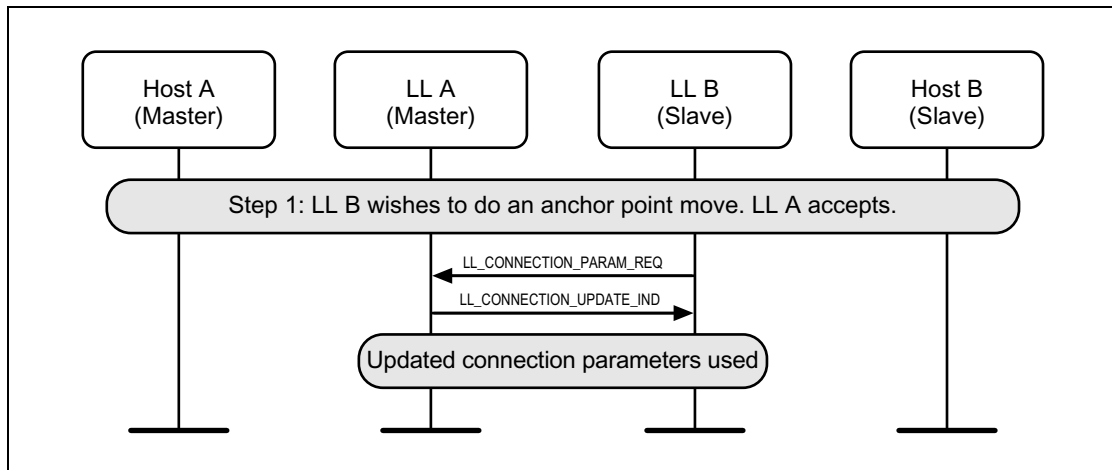 Host A
(Master)
LL A
(Master)
LL B
(Slave)
Host B
(Slave)
Step 1: LL B wishes to do an anchor point move. LL A accepts.
LL_CONNECTION_PARAM_REQ
LL_CONNECTION_UPDATE_IND
Updated connection parameters used